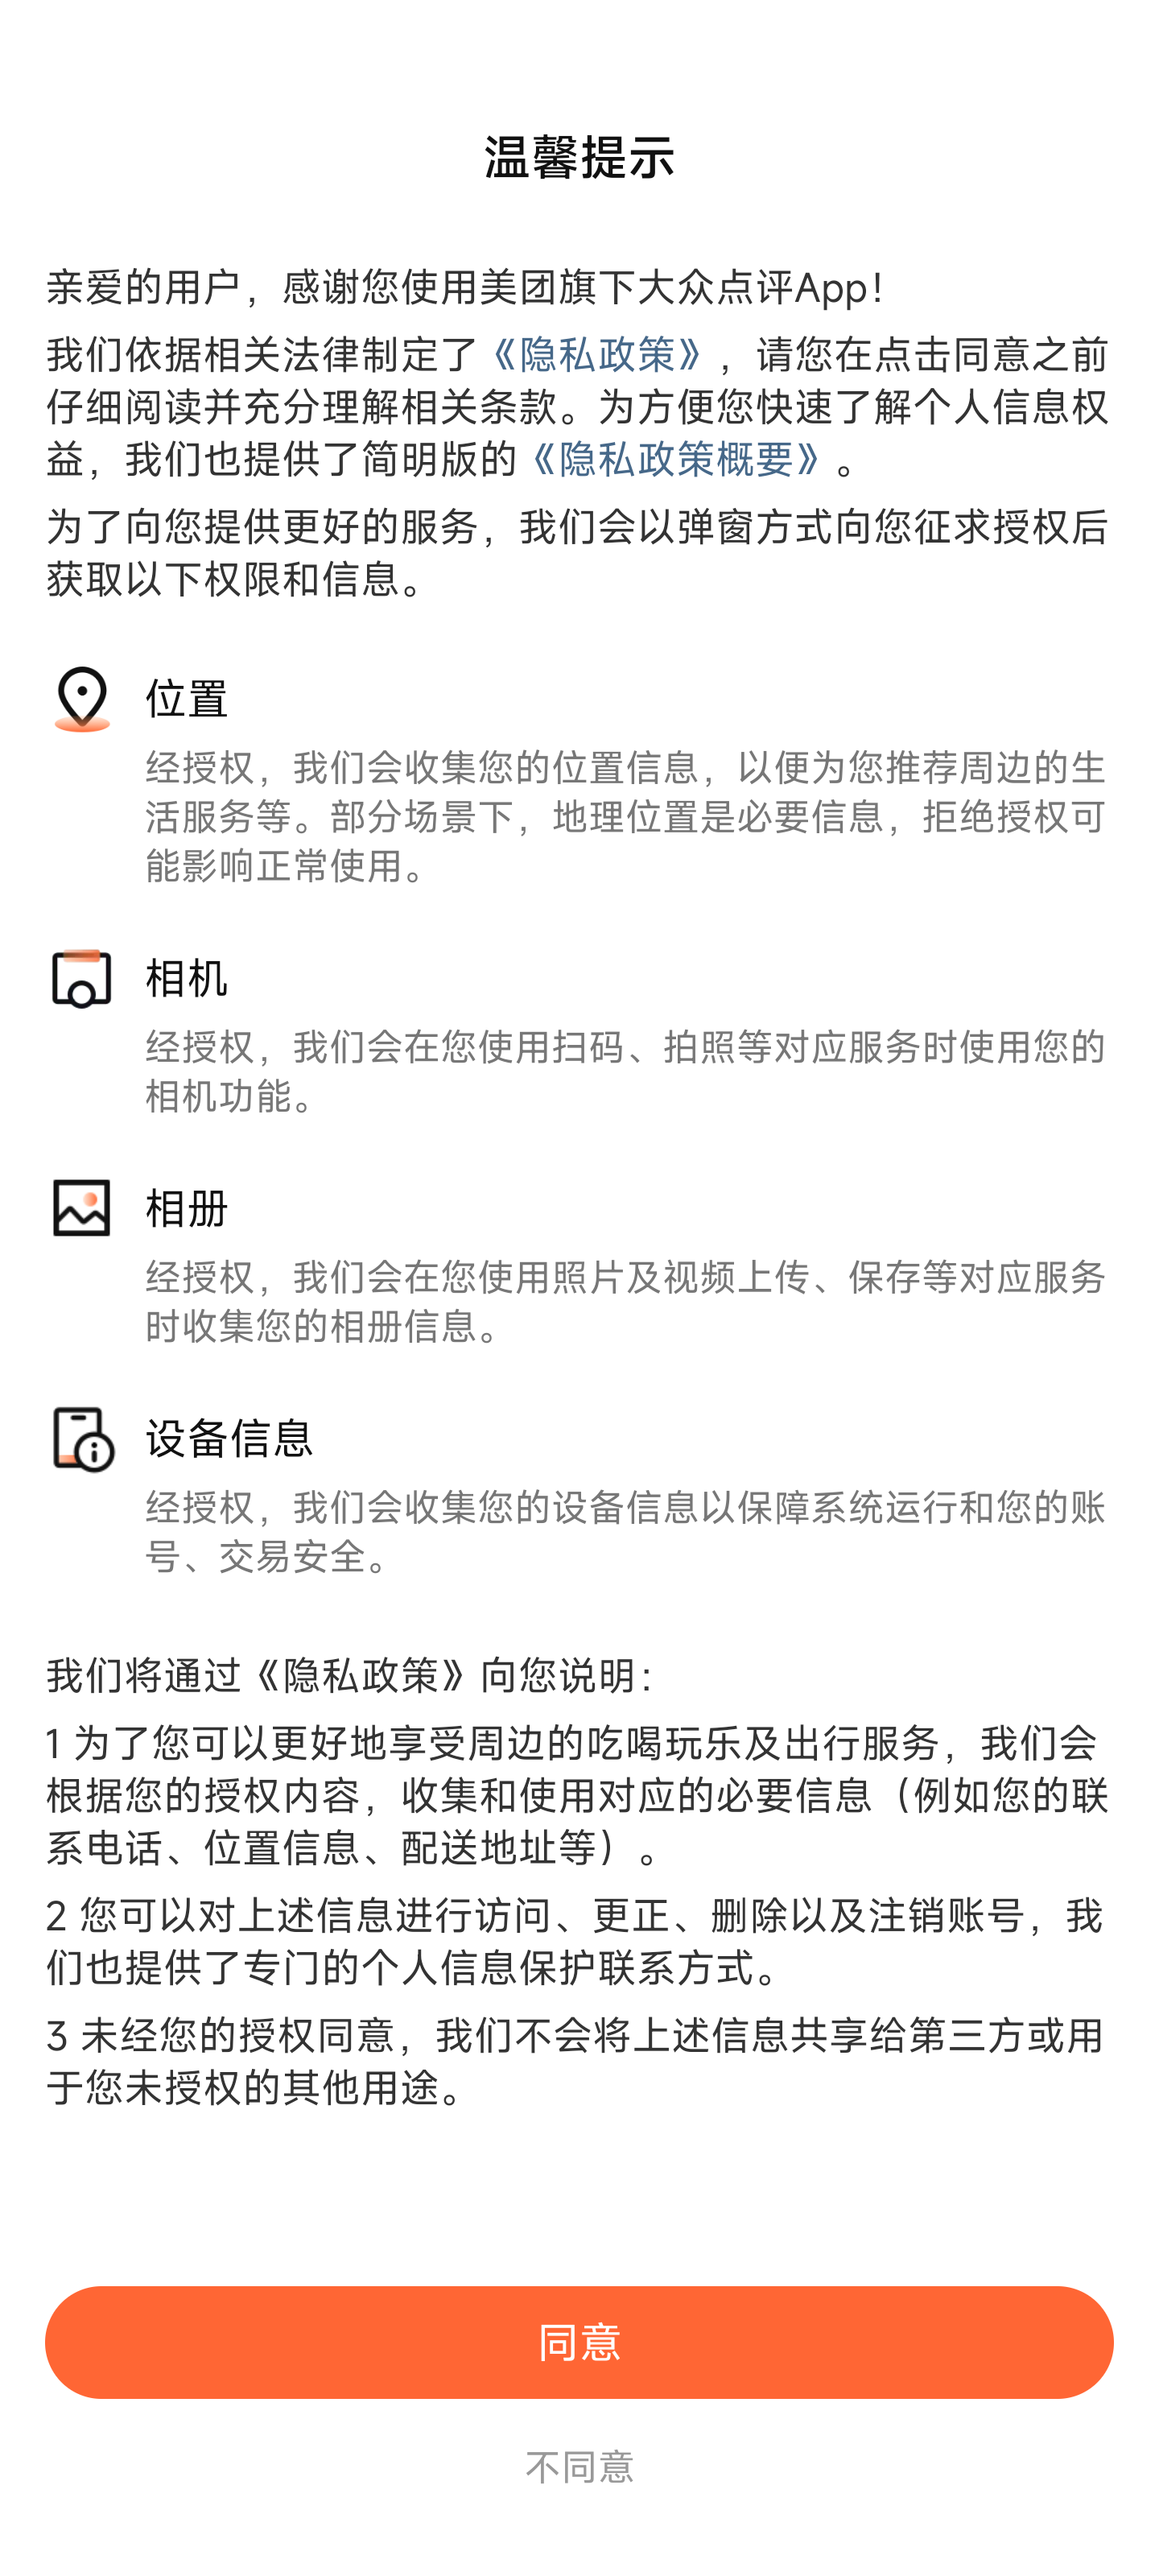 温馨提示
亲爱的用户，感谢您使用美团旗下大众点评App！
我们依据相关法律制定了《隐私政策》，请您在点击同意之前
仔细阅读并充分理解相关条款。为方便您快速了解个人信息权
益，我们也提供了简明版的《隐私政策概要》。
为了向您提供更好的服务，我们会以弹窗方式向您征求授权后
获取以下权限和信息。
位置
经授权，我们会收集您的位置信息，以便为您推荐周边的生
活服务等。部分场景下，地理位置是必要信息，拒绝授权可
能影响正常使用。
相机
经授权，我们会在您使用扫码、拍照等对应服务时使用您的
相机功能。
相册
经授权，我们会在您使用照片及视频上传、保存等对应服务
时收集您的相册信息。
设备信息
经授权，我们会收集您的设备信息以保障系统运行和您的账
号、交易安全。
我们将通过《隐私政策》向您说明：
1 为了您可以更好地享受周边的吃喝玩乐及出行服务，我们会
根据您的授权内容，收集和使用对应的必要信息（例如您的联
系电话、位置信息、配送地址等）。
2 您可以对上述信息进行访问、更正、删除以及注销账号，我
们也提供了专门的个人信息保护联系方式。
3 未经您的授权同意，我们不会将上述信息共享给第三方或用
于您未授权的其他用途。
同意
不同意